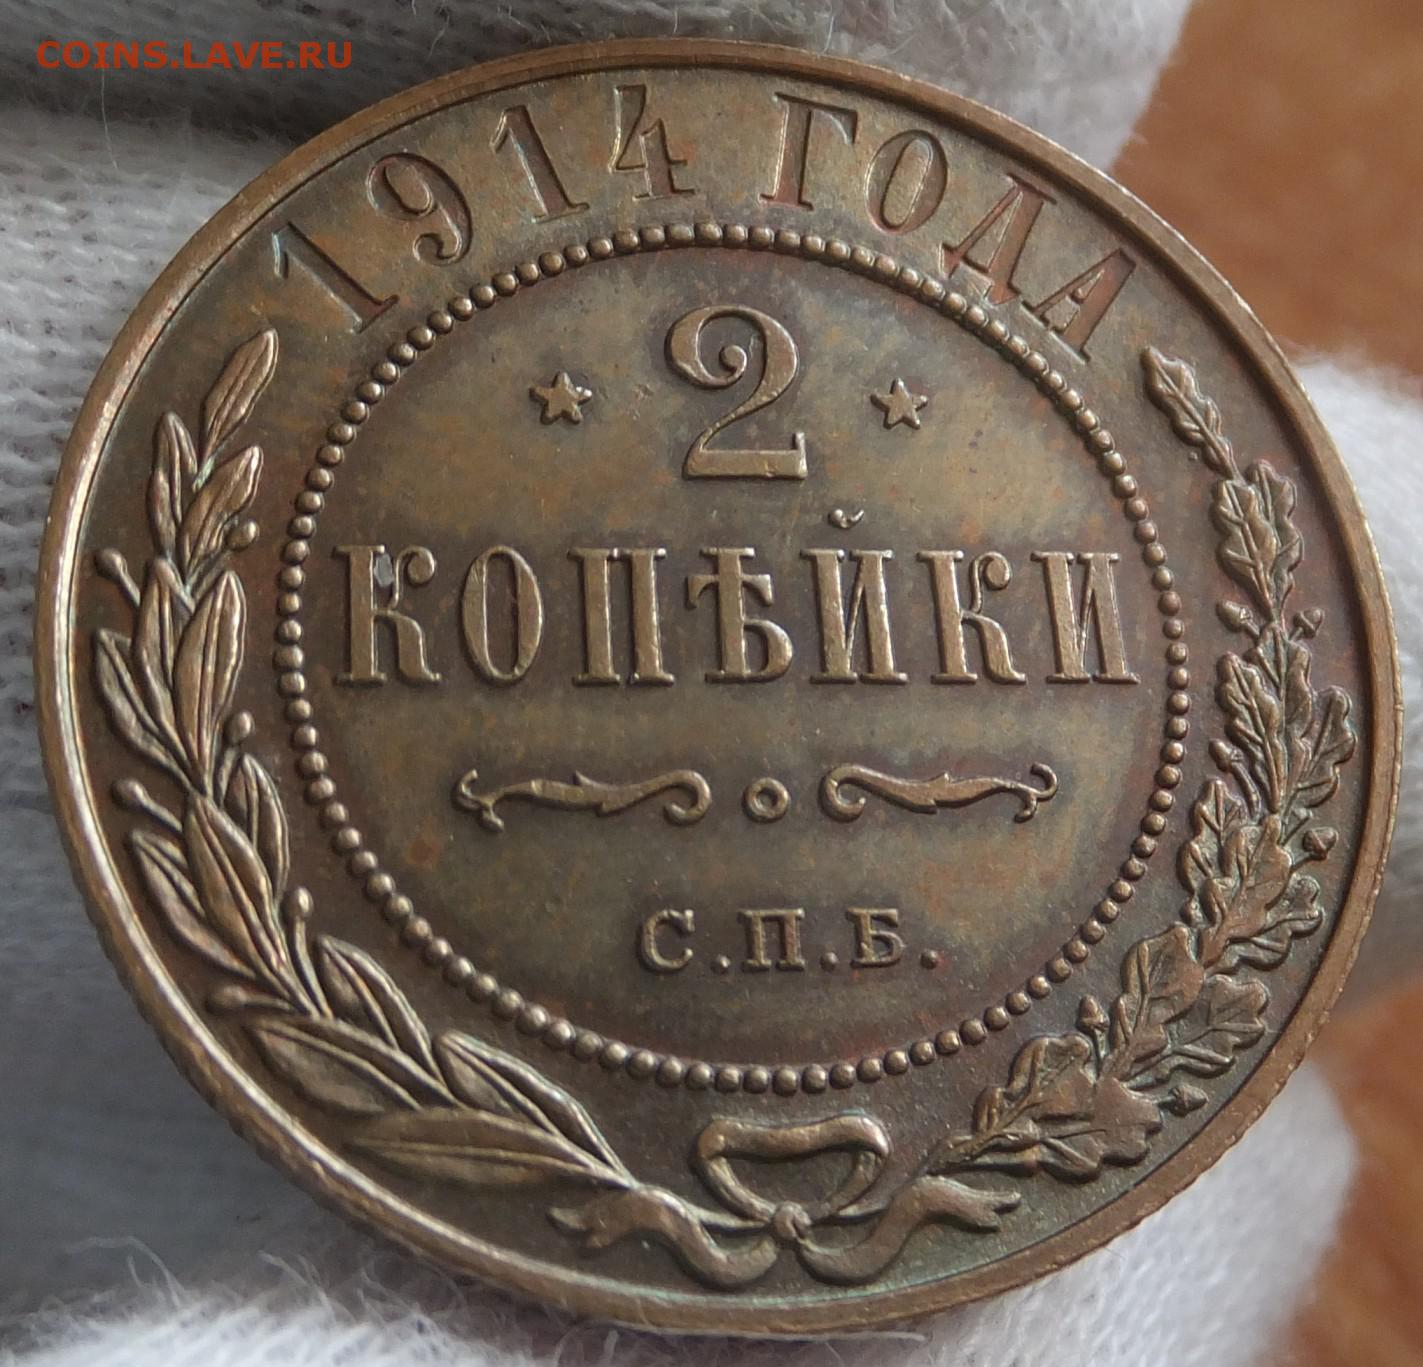 COINS.LAVE.RU
1914 ГОДА
2
КОПѢЙКИ
С.П.Б.